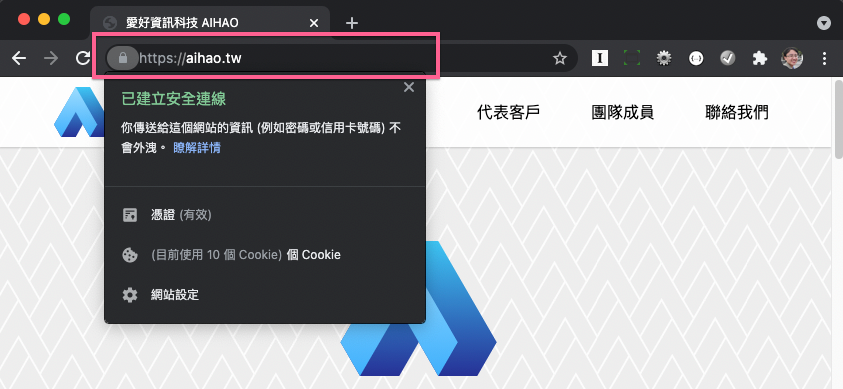 愛好資訊科技 AIHAO
https://aihao.tw
代表客戶
團隊成員
聯絡我們
已建立安全連線
你傳送給這個網站的資訊 (例如密碼或信用卡號碼) 不
會外洩。 瞭解詳情
憑證 (有效)
(目前使用 10 個 Cookie) 個 Cookie
網站設定